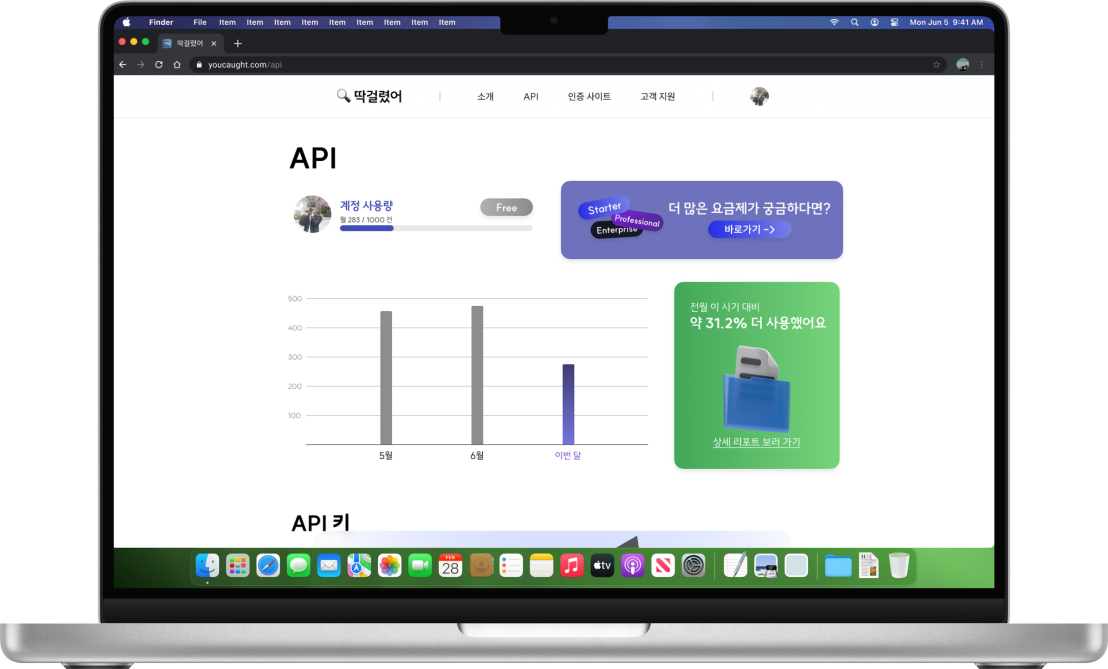 Finder File Item Item Item Item Item Item Item Item Item Mon Jun 5 9:41 AM
딱걸렸어
youcaught.com/api
딱걸렸어 소개 API 인증 사이트 고객 지원
API
계정 사용량
월 283 / 1000 건
Free
Starter
Professional
Enterprise
더 많은 요금제가 궁금하다면?
바로가기 ->
500
400
300
200
100
5월 6월 이번 달
전월 이 시기 대비
약 31.2% 더 사용했어요
상세 리포트 보러 가기
API 키
FEB
28
tv